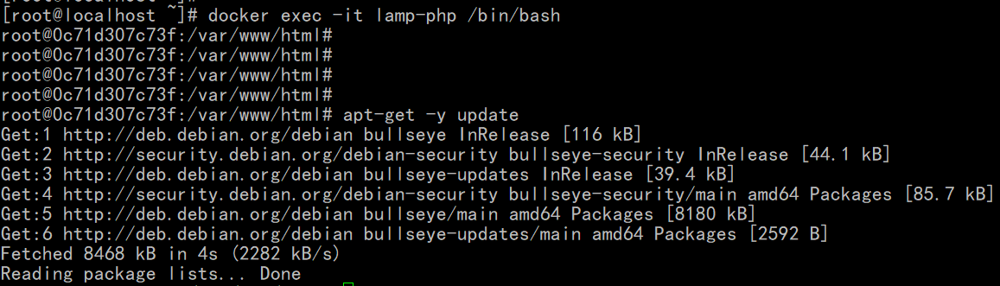 [root@localhost ~]# docker exec -it lamp-php /bin/bash
root@0c71d307c73f:/var/www/html#
root@0c71d307c73f:/var/www/html#
root@0c71d307c73f:/var/www/html#
root@0c71d307c73f:/var/www/html#
root@0c71d307c73f:/var/www/html# apt-get -y update
Get:1 http://deb.debian.org/debian bullseye InRelease [116 kB]
Get:2 http://security.debian.org/debian-security bullseye-security InRelease [44.1 kB]
Get:3 http://deb.debian.org/debian bullseye-updates InRelease [39.4 kB]
Get:4 http://security.debian.org/debian-security bullseye-security/main amd64 Packages [85.7 kB]
Get:5 http://deb.debian.org/debian bullseye/main amd64 Packages [8180 kB]
Get:6 http://deb.debian.org/debian bullseye-updates/main amd64 Packages [2592 B]
Fetched 8468 kB in 4s (2282 kB/s)
Reading package lists... Done